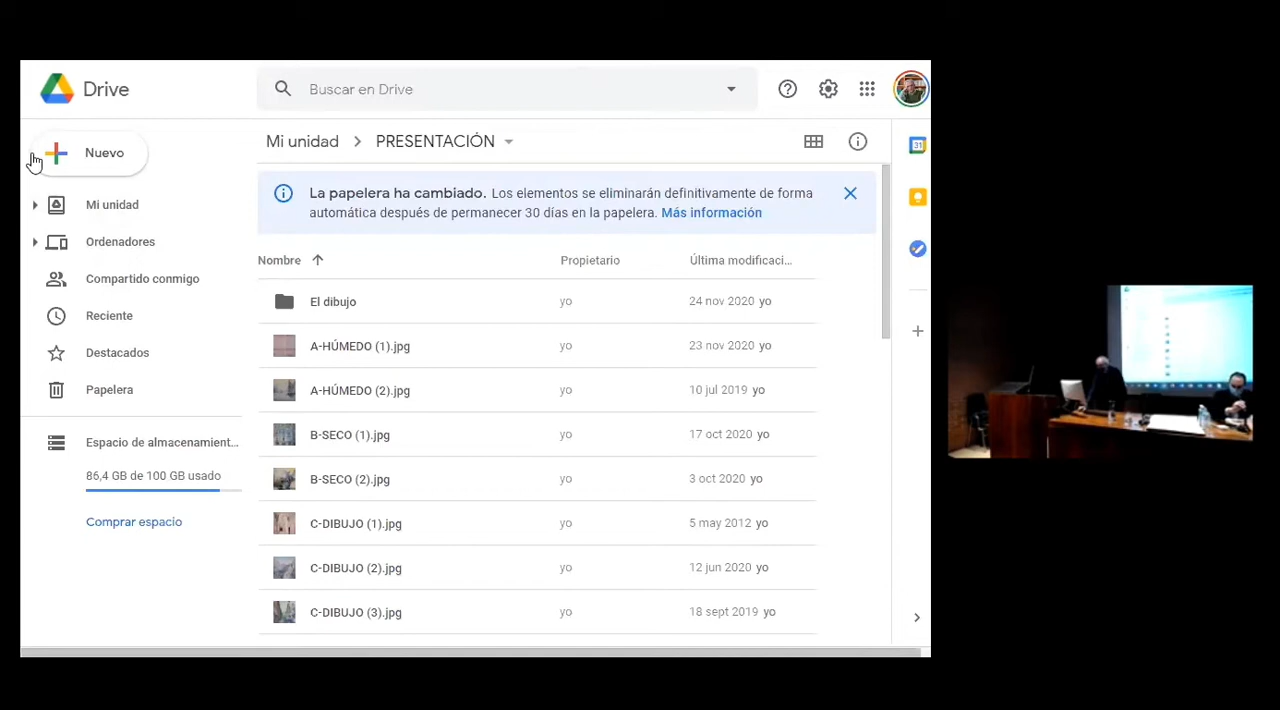 Drive
Buscar en Drive
Nuevo
Mi unidad
Ordenadores
Compartido conmigo
Reciente
Destacados
Papelera
Espacio de almacenamient...
86,4 GB de 100 GB usado
Comprar espacio
Mi unidad > PRESENTACIÓN
La papelera ha cambiado. Los elementos se eliminarán definitivamente de forma
automática después de permanecer 30 días en la papelera. Más información
Nombre Propietario Última modificaci...
El dibujo yo 24 nov 2020 yo
A-HÚMEDO (1).jpg yo 23 nov 2020 yo
A-HÚMEDO (2).jpg yo 10 jul 2019 yo
B-SECO (1).jpg yo 17 oct 2020 yo
B-SECO (2).jpg yo 3 oct 2020 yo
C-DIBUJO (1).jpg yo 5 may 2012 yo
C-DIBUJO (2).jpg yo 12 jun 2020 yo
C-DIBUJO (3).jpg yo 18 sept 2019 yo
31